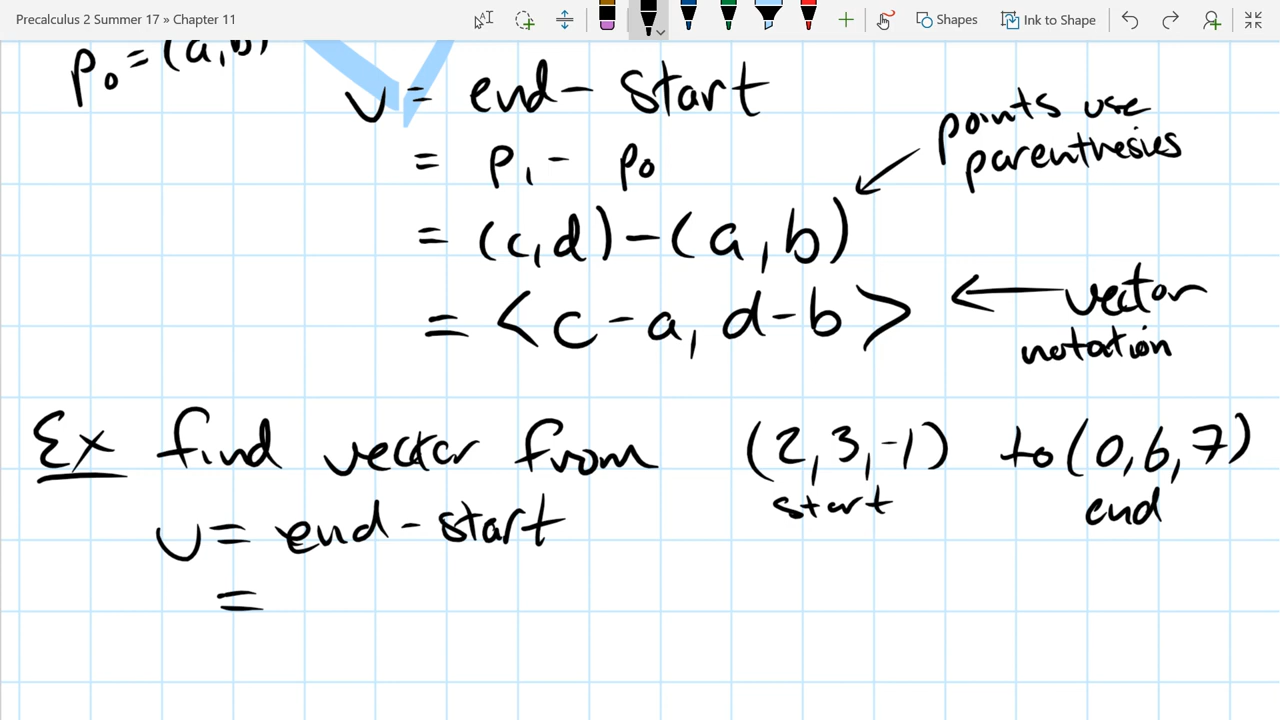 Precalculus 2 Summer 17 » Chapter 11
Shapes
Ink to Shape
p₀ = (a,b)
v = end - start
= p₁ - p₀
points use
parenthesies
= (c,d) - (a,b)
= <c-a, d-b>
vector
notation
Ex find vector from (2,3,-1) to (0,6,7)
start end
v = end - start
=